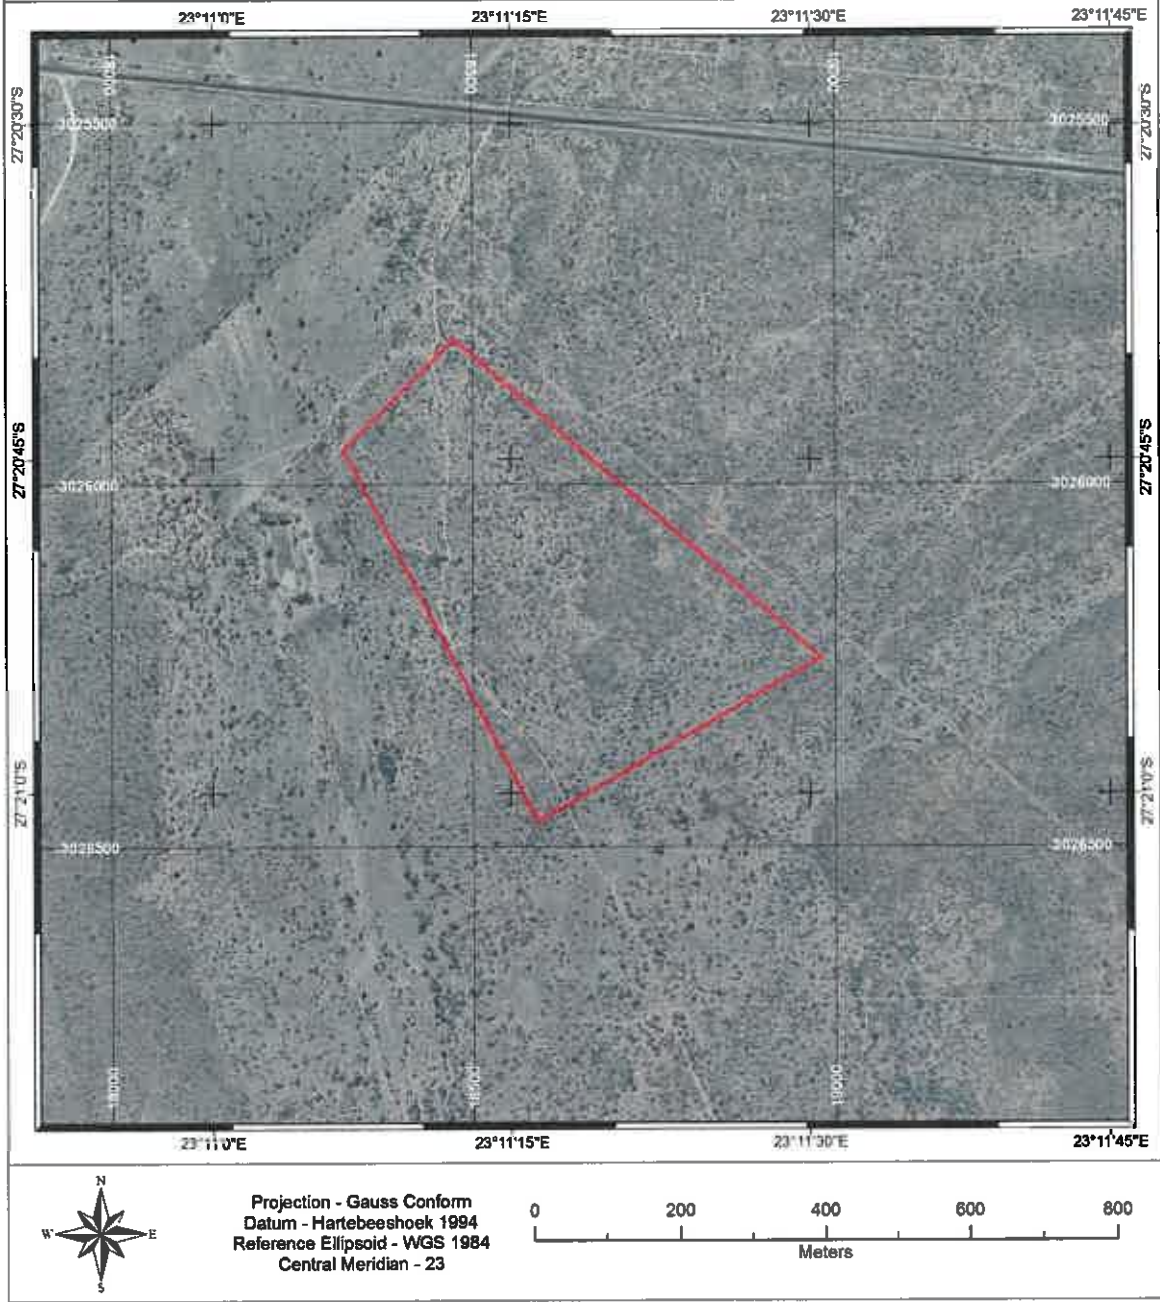 23°11'0"E 23°11'15"E 23°11'30"E 23°11'45"E
18000 18500 19000
27°20'30"S 3025500 3025500 27°20'30"S
27°20'45"S 3026000 3026000 27°20'45"S
27°21'0"S 3026500 3026500 27°21'0"S
18000 18500 19000
23°11'0"E 23°11'15"E 23°11'30"E 23°11'45"E
N
W E
S
Projection - Gauss Conform
Datum - Hartebeeshoek 1994
Reference Ellipsoid - WGS 1984
Central Meridian - 23
0 200 400 600 800
Meters